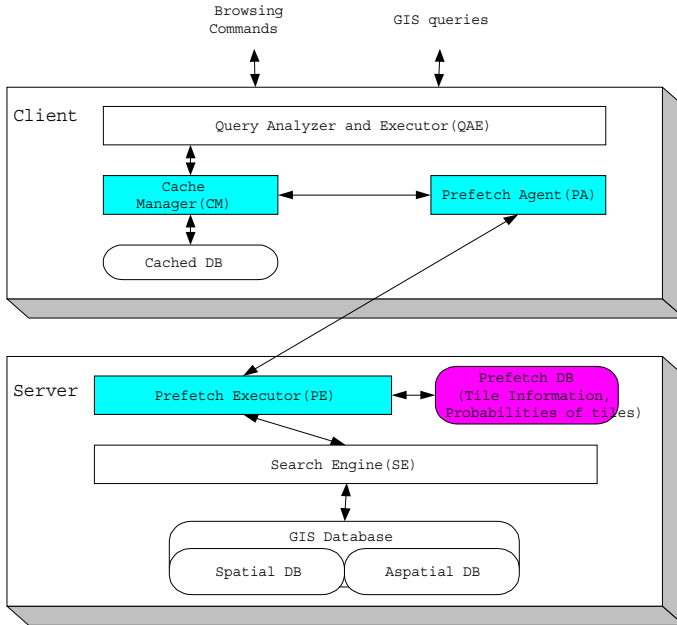 Browsing
Commands
GIS queries
Client
Query Analyzer and Executor(QAE)
Cache
Manager(CM)
Prefetch Agent(PA)
Cached DB
Server
Prefetch Executor(PE)
Prefetch DB
(Tile Information,
Probabilities of tiles)
Search Engine(SE)
GIS Database
Spatial DB
Aspatial DB